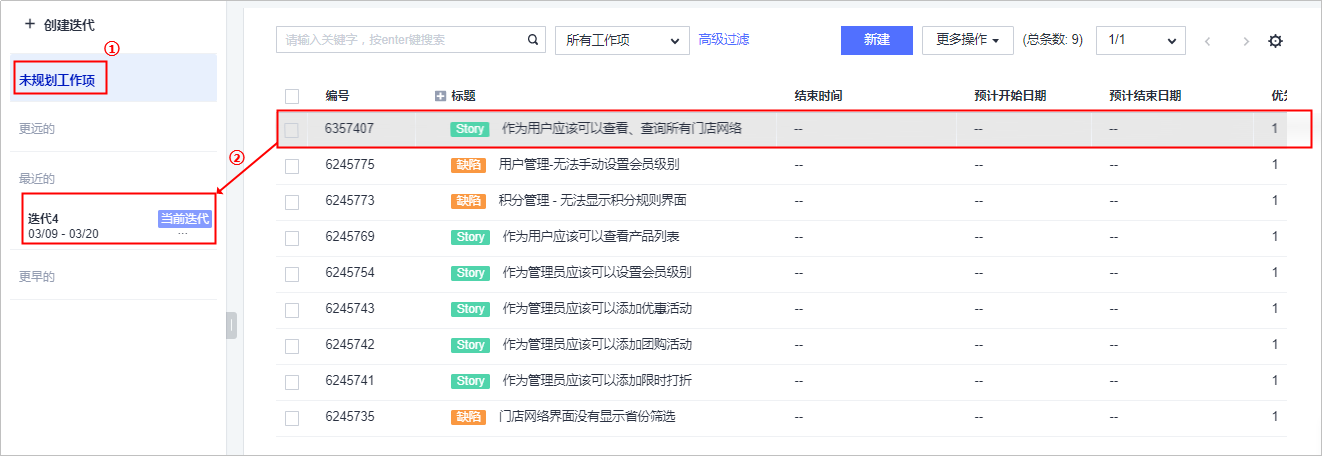 + 创建迭代
①
未规划工作项
更远的
②
最近的
迭代4 当前迭代
03/09 - 03/20 ...
更早的
请输入关键字，按enter键搜索 所有工作项 高级过滤 新建 更多操作 (总条数: 9) 1/1
编号 标题 结束时间 预计开始日期 预计结束日期 优
6357407 Story 作为用户应该可以查看、查询所有门店网络 -- -- -- 1
6245775 缺陷 用户管理-无法手动设置会员级别 -- -- -- 1
6245773 缺陷 积分管理 - 无法显示积分规则界面 -- -- -- 1
6245769 Story 作为用户应该可以查看产品列表 -- -- -- 1
6245754 Story 作为管理员应该可以设置会员级别 -- -- -- 1
6245743 Story 作为管理员应该可以添加优惠活动 -- -- -- 1
6245742 Story 作为管理员应该可以添加团购活动 -- -- -- 1
6245741 Story 作为管理员应该可以添加限时打折 -- -- -- 1
6245735 缺陷 门店网络界面没有显示省份筛选 -- -- -- 1